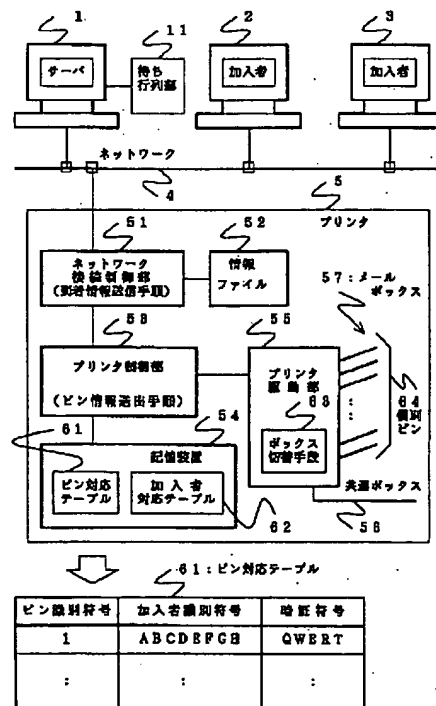 1
11
2
3
サーバ
待ち
行列部
加入者
加入者
ネットワーク
4
5
プリンタ
51
52
ネットワーク
接続制御部
(到着情報送信手順)
情報
ファイル
57:メール
ボックス
53
55
プリンタ制御部
(ビン情報送出手順)
プリンタ
駆動部
63
:
:
64
個別
ビン
61
54
ボックス
切替手段
記憶装置
ビン対応
テーブル
加入者
対応テーブル
共通ボックス
62
56
61:ビン対応テーブル
ビン識別符号 加入者識別符号 暗証符号
1 ABCDEFGH QWERT
: : :